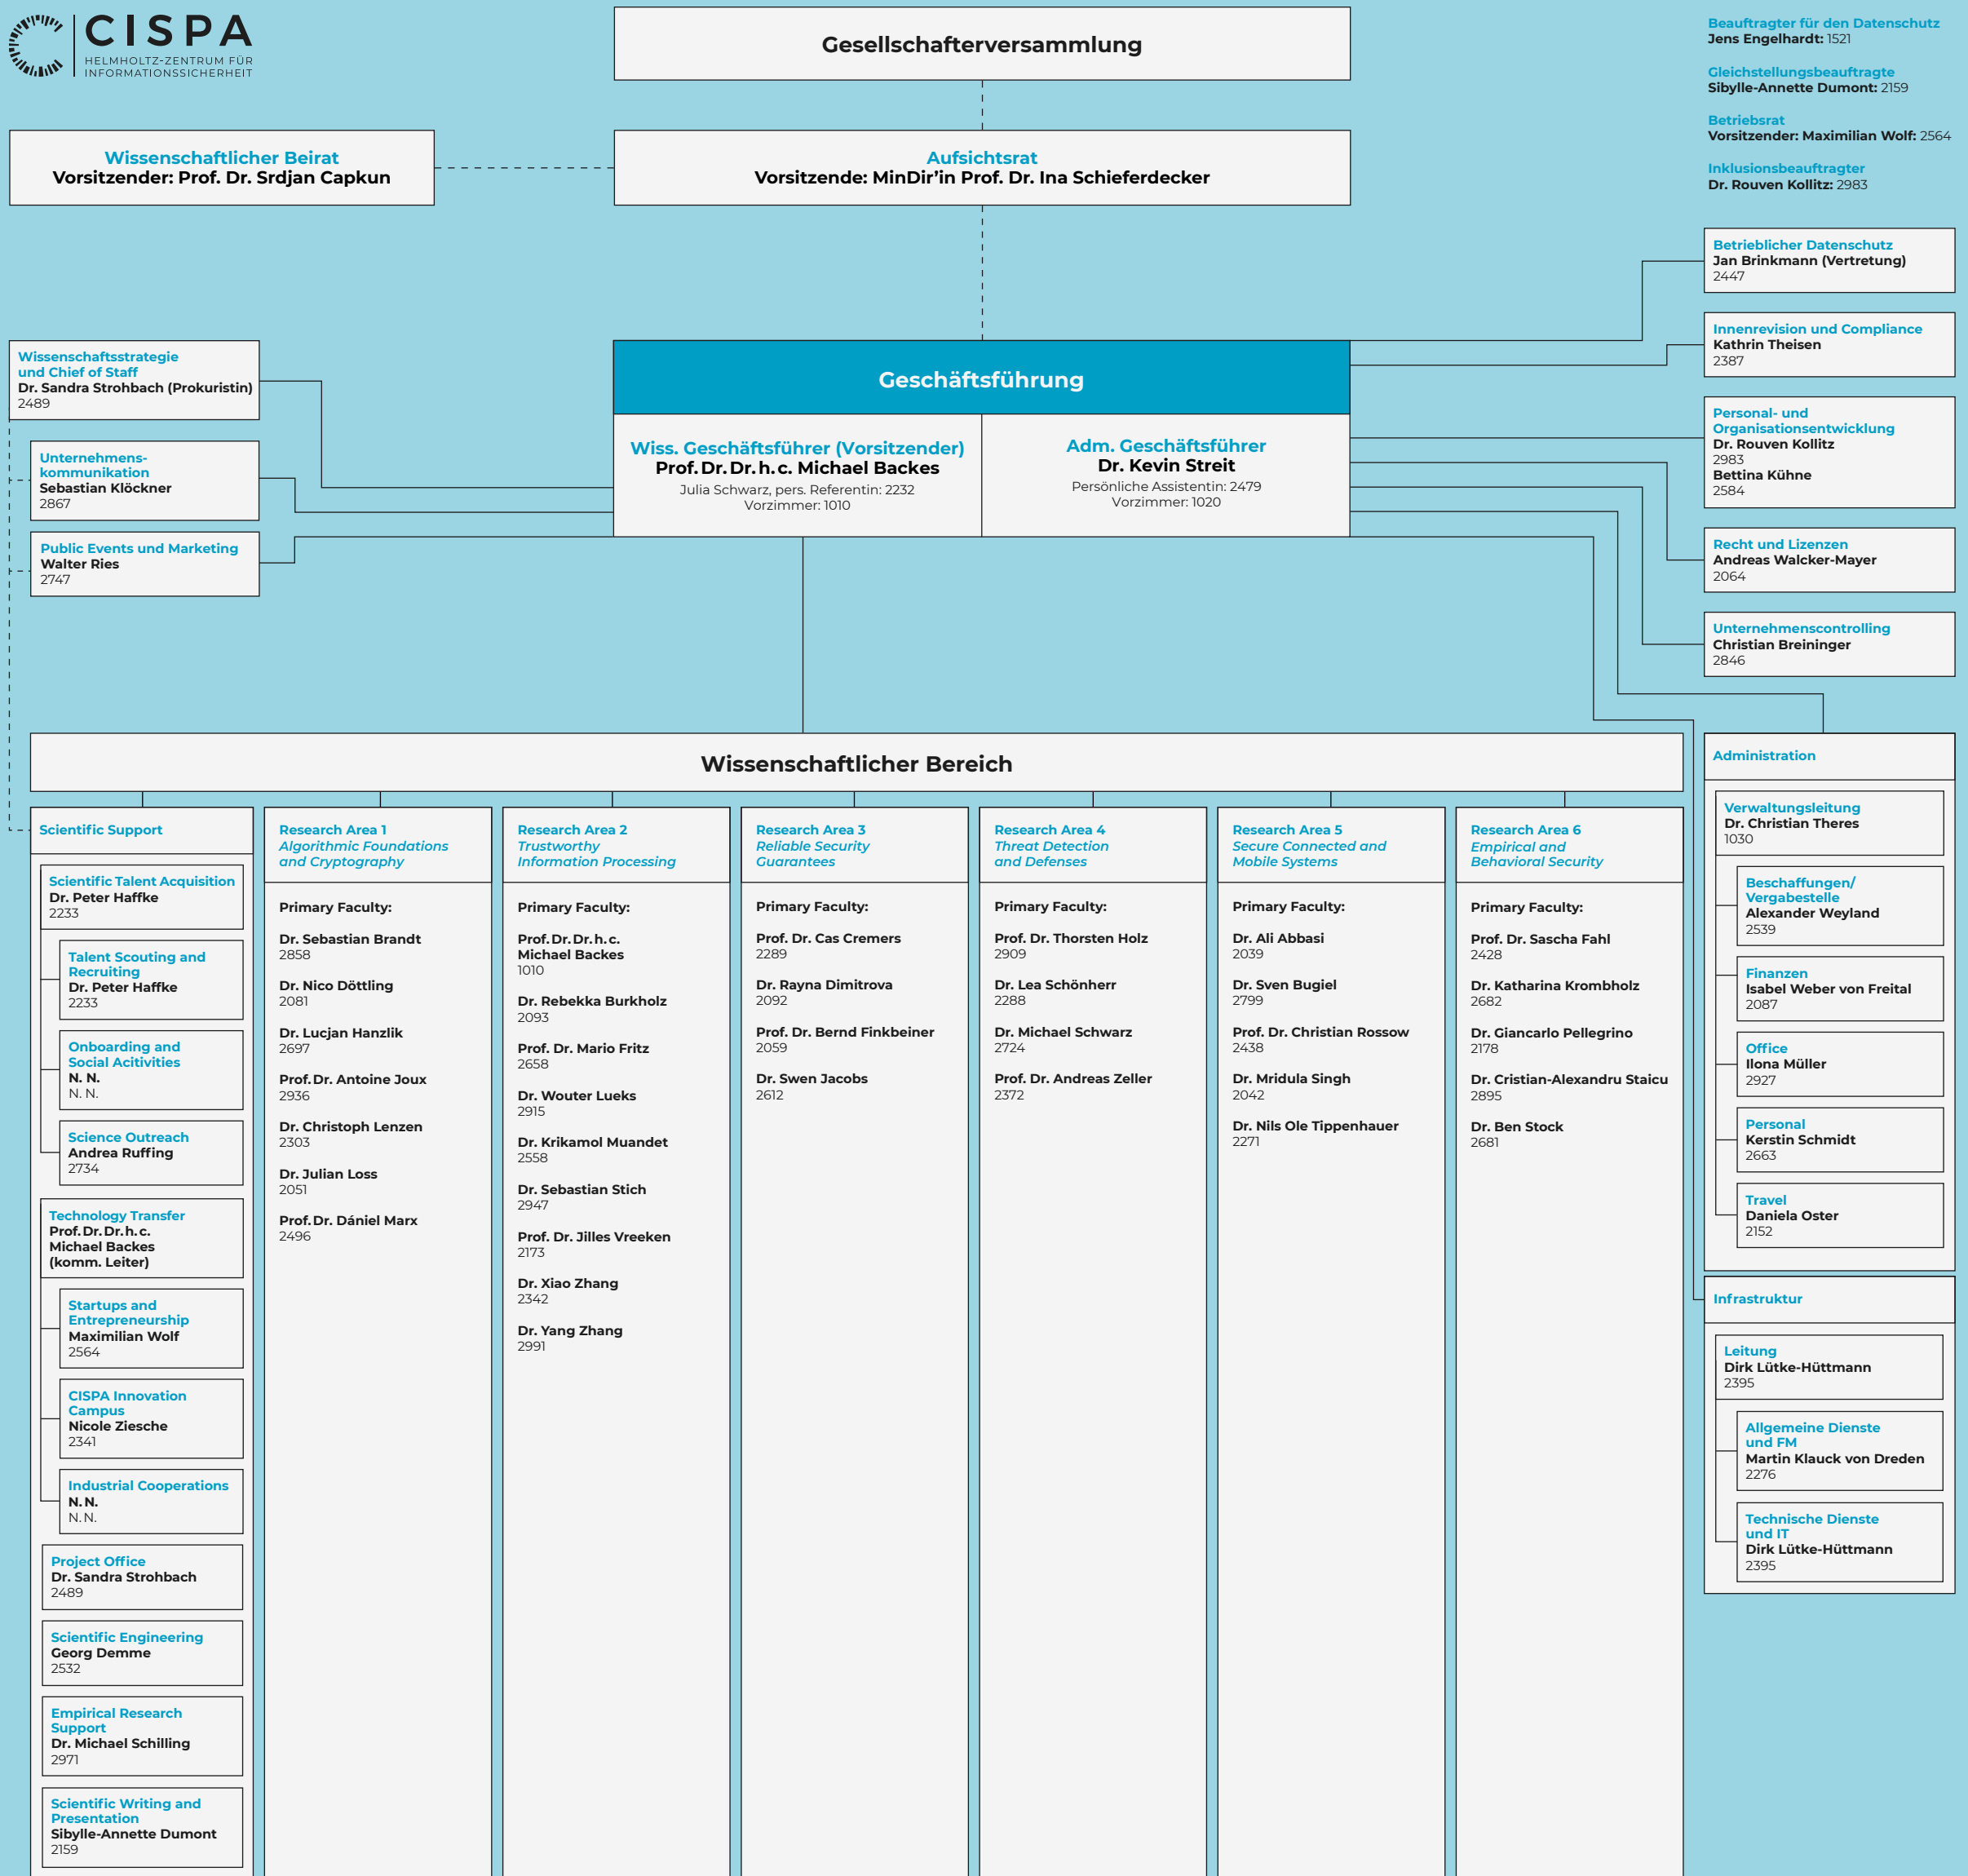 CISPA
HELMHOLTZ-ZENTRUM FÜR
INFORMATIONSSICHERHEIT
Gesellschafterversammlung
Beauftragter für den Datenschutz
Jens Engelhardt: 1521
Gleichstellungsbeauftragte
Sibylle-Annette Dumont: 2159
Betriebsrat
Vorsitzender: Maximilian Wolf: 2564
Inklusionsbeauftragter
Dr. Rouven Kollitz: 2983
Wissenschaftlicher Beirat
Vorsitzender: Prof. Dr. Srdjan Capkun
Aufsichtsrat
Vorsitzende: MinDir’in Prof. Dr. Ina Schieferdecker
Wissenschaftsstrategie
und Chief of Staff
Dr. Sandra Strohbach (Prokuristin)
2489
Unternehmens-
kommunikation
Sebastian Klöckner
2867
Public Events und Marketing
Walter Ries
2747
Geschäftsführung
Wiss. Geschäftsführer (Vorsitzender)
Prof. Dr. Dr. h. c. Michael Backes
Julia Schwarz, pers. Referentin: 2232
Vorzimmer: 1010
Adm. Geschäftsführer
Dr. Kevin Streit
Persönliche Assistentin: 2479
Vorzimmer: 1020
Betrieblicher Datenschutz
Jan Brinkmann (Vertretung)
2447
Innenrevision und Compliance
Kathrin Theisen
2387
Personal- und
Organisationsentwicklung
Dr. Rouven Kollitz
2983
Bettina Kühne
2584
Recht und Lizenzen
Andreas Walcker-Mayer
2064
Unternehmenscontrolling
Christian Breininger
2846
Wissenschaftlicher Bereich
Scientific Support
Scientific Talent Acquisition
Dr. Peter Haffke
2233
Talent Scouting and
Recruiting
Dr. Peter Haffke
2233
Onboarding and
Social Acitivities
N. N.
N. N.
Science Outreach
Andrea Ruffing
2734
Technology Transfer
Prof. Dr. Dr. h. c.
Michael Backes
(komm. Leiter)
Startups and
Entrepreneurship
Maximilian Wolf
2564
CISPA Innovation
Campus
Nicole Ziesche
2341
Industrial Cooperations
N. N.
N. N.
Project Office
Dr. Sandra Strohbach
2489
Scientific Engineering
Georg Demme
2532
Empirical Research
Support
Dr. Michael Schilling
2971
Scientific Writing and
Presentation
Sibylle-Annette Dumont
2159
Research Area 1
Algorithmic Foundations
and Cryptography
Primary Faculty:
Dr. Sebastian Brandt
2858
Dr. Nico Döttling
2081
Dr. Lucjan Hanzlik
2697
Prof. Dr. Antoine Joux
2936
Dr. Christoph Lenzen
2303
Dr. Julian Loss
2051
Prof. Dr. Dániel Marx
2496
Research Area 2
Trustworthy
Information Processing
Primary Faculty:
Prof. Dr. Dr. h. c.
Michael Backes
1010
Dr. Rebekka Burkholz
2093
Prof. Dr. Mario Fritz
2658
Dr. Wouter Lueks
2915
Dr. Krikamol Muandet
2558
Dr. Sebastian Stich
2947
Prof. Dr. Jilles Vreeken
2173
Dr. Xiao Zhang
2342
Dr. Yang Zhang
2991
Research Area 3
Reliable Security
Guarantees
Primary Faculty:
Prof. Dr. Cas Cremers
2289
Dr. Rayna Dimitrova
2092
Prof. Dr. Bernd Finkbeiner
2059
Dr. Swen Jacobs
2612
Research Area 4
Threat Detection
and Defenses
Primary Faculty:
Prof. Dr. Thorsten Holz
2909
Dr. Lea Schönherr
2288
Dr. Michael Schwarz
2724
Prof. Dr. Andreas Zeller
2372
Research Area 5
Secure Connected and
Mobile Systems
Primary Faculty:
Dr. Ali Abbasi
2039
Dr. Sven Bugiel
2799
Prof. Dr. Christian Rossow
2438
Dr. Mridula Singh
2042
Dr. Nils Ole Tippenhauer
2271
Research Area 6
Empirical and
Behavioral Security
Primary Faculty:
Prof. Dr. Sascha Fahl
2428
Dr. Katharina Krombholz
2682
Dr. Giancarlo Pellegrino
2178
Dr. Cristian-Alexandru Staicu
2895
Dr. Ben Stock
2681
Administration
Verwaltungsleitung
Dr. Christian Theres
1030
Beschaffungen/
Vergabestelle
Alexander Weyland
2539
Finanzen
Isabel Weber von Freital
2087
Office
Ilona Müller
2927
Personal
Kerstin Schmidt
2663
Travel
Daniela Oster
2152
Infrastruktur
Leitung
Dirk Lütke-Hüttmann
2395
Allgemeine Dienste
und FM
Martin Klauck von Dreden
2276
Technische Dienste
und IT
Dirk Lütke-Hüttmann
2395